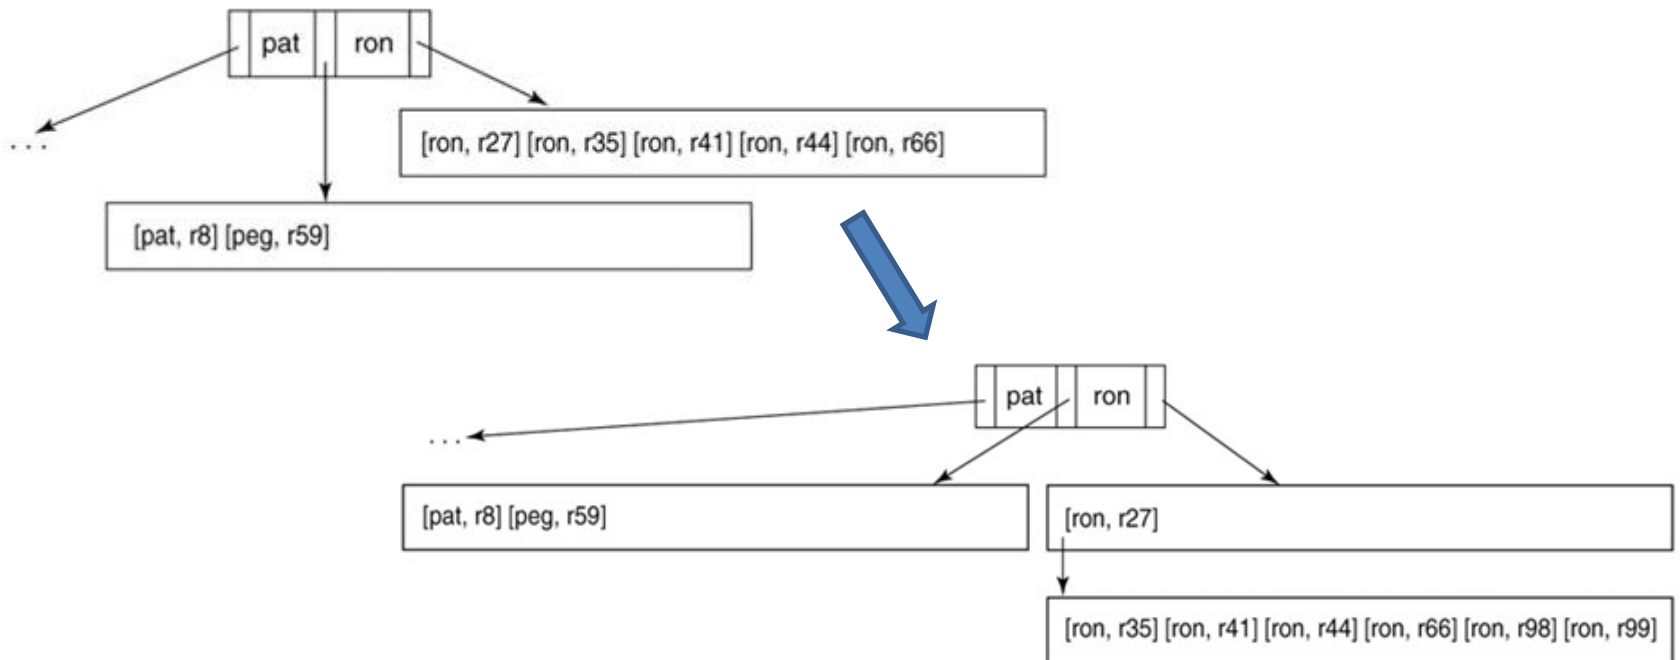 pat ron
[ron, r27] [ron, r35] [ron, r41] [ron, r44] [ron, r66]
...
[pat, r8] [peg, r59]
pat ron
...
[pat, r8] [peg, r59]
[ron, r27]
[ron, r35] [ron, r41] [ron, r44] [ron, r66] [ron, r98] [ron, r99]